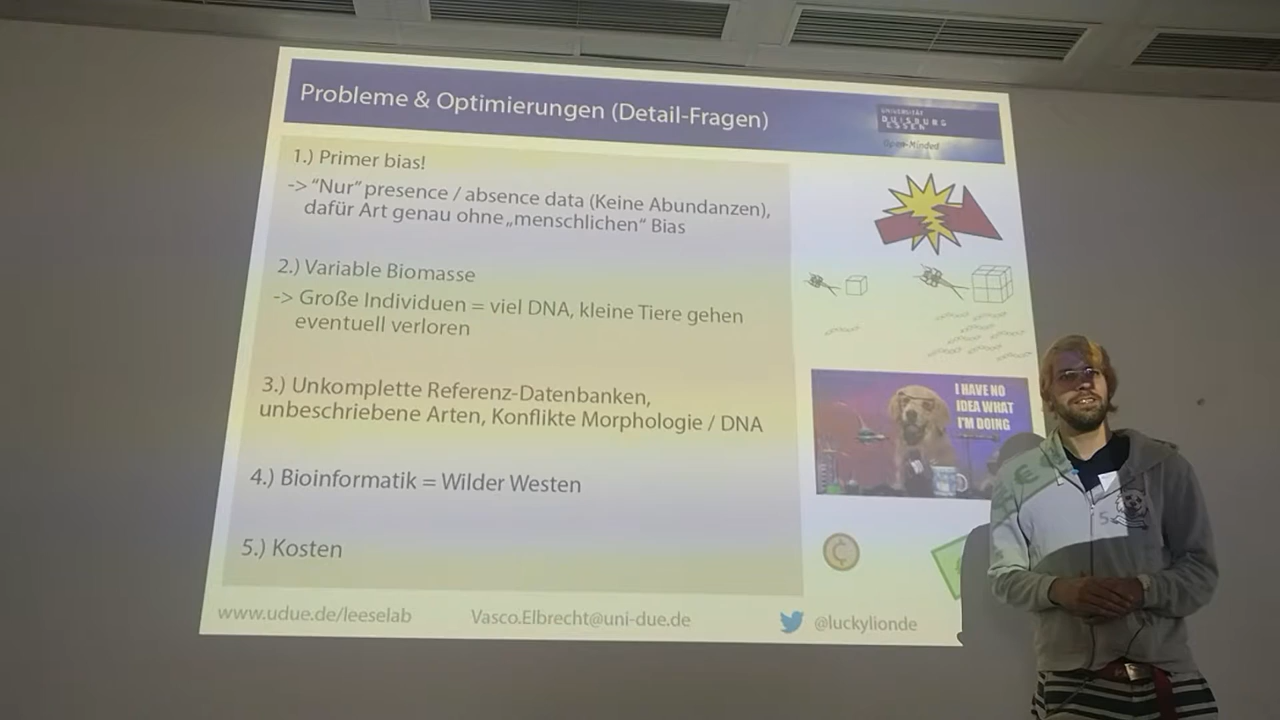 Probleme & Optimierungen (Detail-Fragen)
UNIVERSITÄT
DUISBURG
ESSEN
Open-Minded
1.) Primer bias!
-> "Nur" presence / absence data (Keine Abundanzen),
dafür Art genau ohne „menschlichen“ Bias
2.) Variable Biomasse
-> Große Individuen = viel DNA, kleine Tiere gehen
eventuell verloren
3.) Unkomplette Referenz-Datenbanken,
unbeschriebene Arten, Konflikte Morphologie / DNA
I HAVE NO
IDEA WHAT
I'M DOING
4.) Bioinformatik = Wilder Westen
5.) Kosten
www.udue.de/leeselab
Vasco.Elbrecht@uni-due.de
@luckylionde